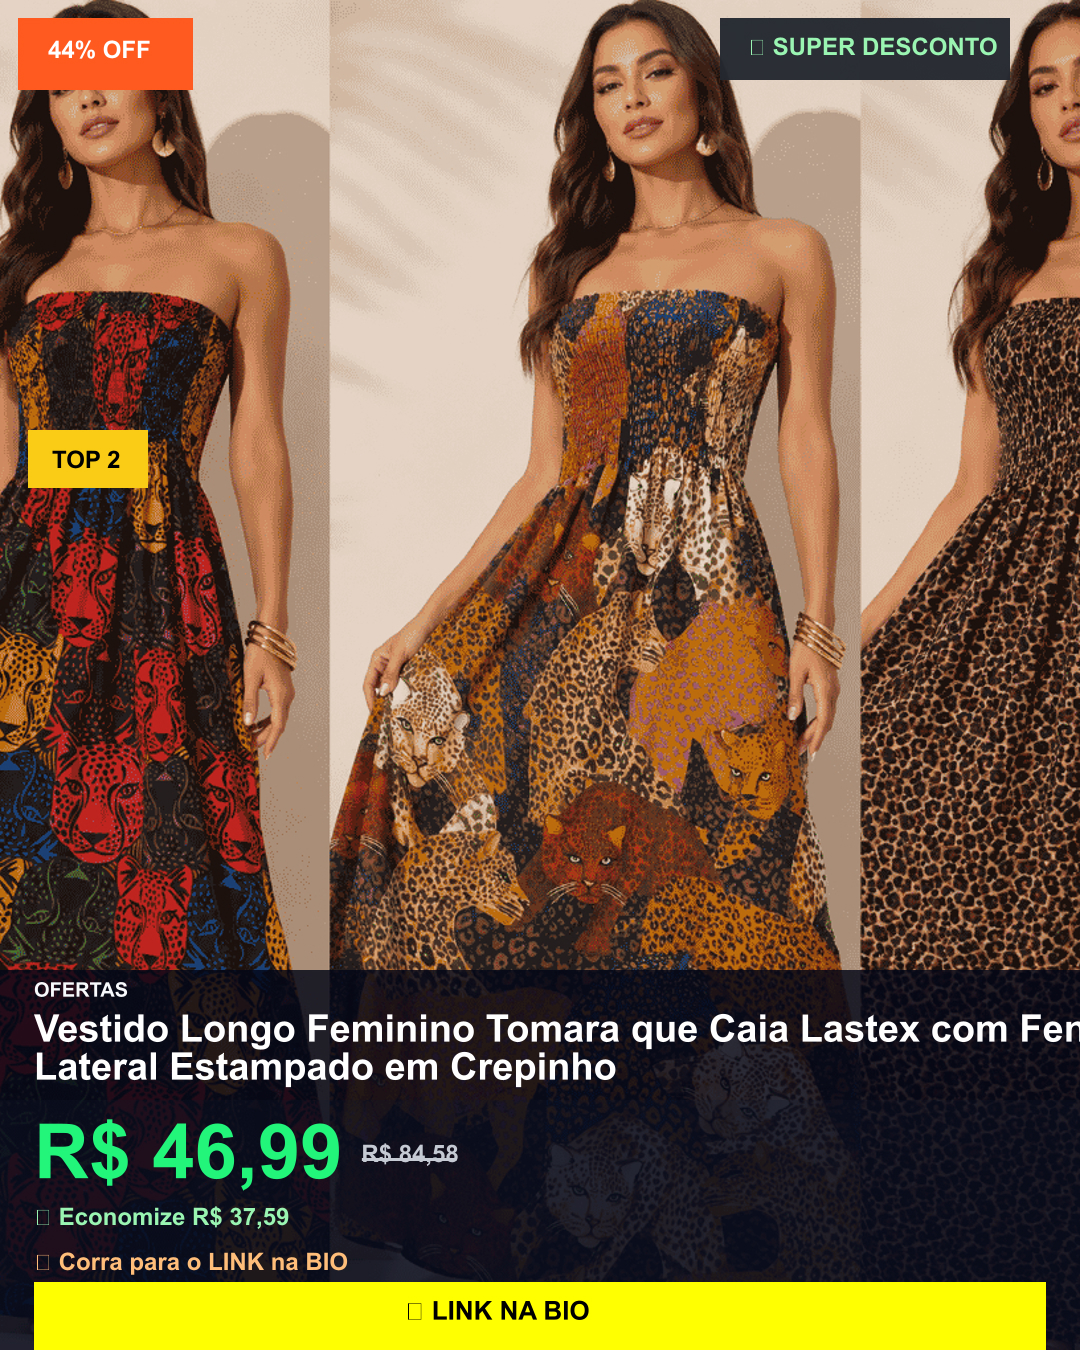 44% OFF
SUPER DESCONTO
TOP 2
OFERTAS
Vestido Longo Feminino Tomara que Caia Lastex com
Lateral Estampado em Crepinho
R$ 46,99 R$ 84,58
Economize R$ 37,59
Corra para o LINK na BIO
LINK NA BIO